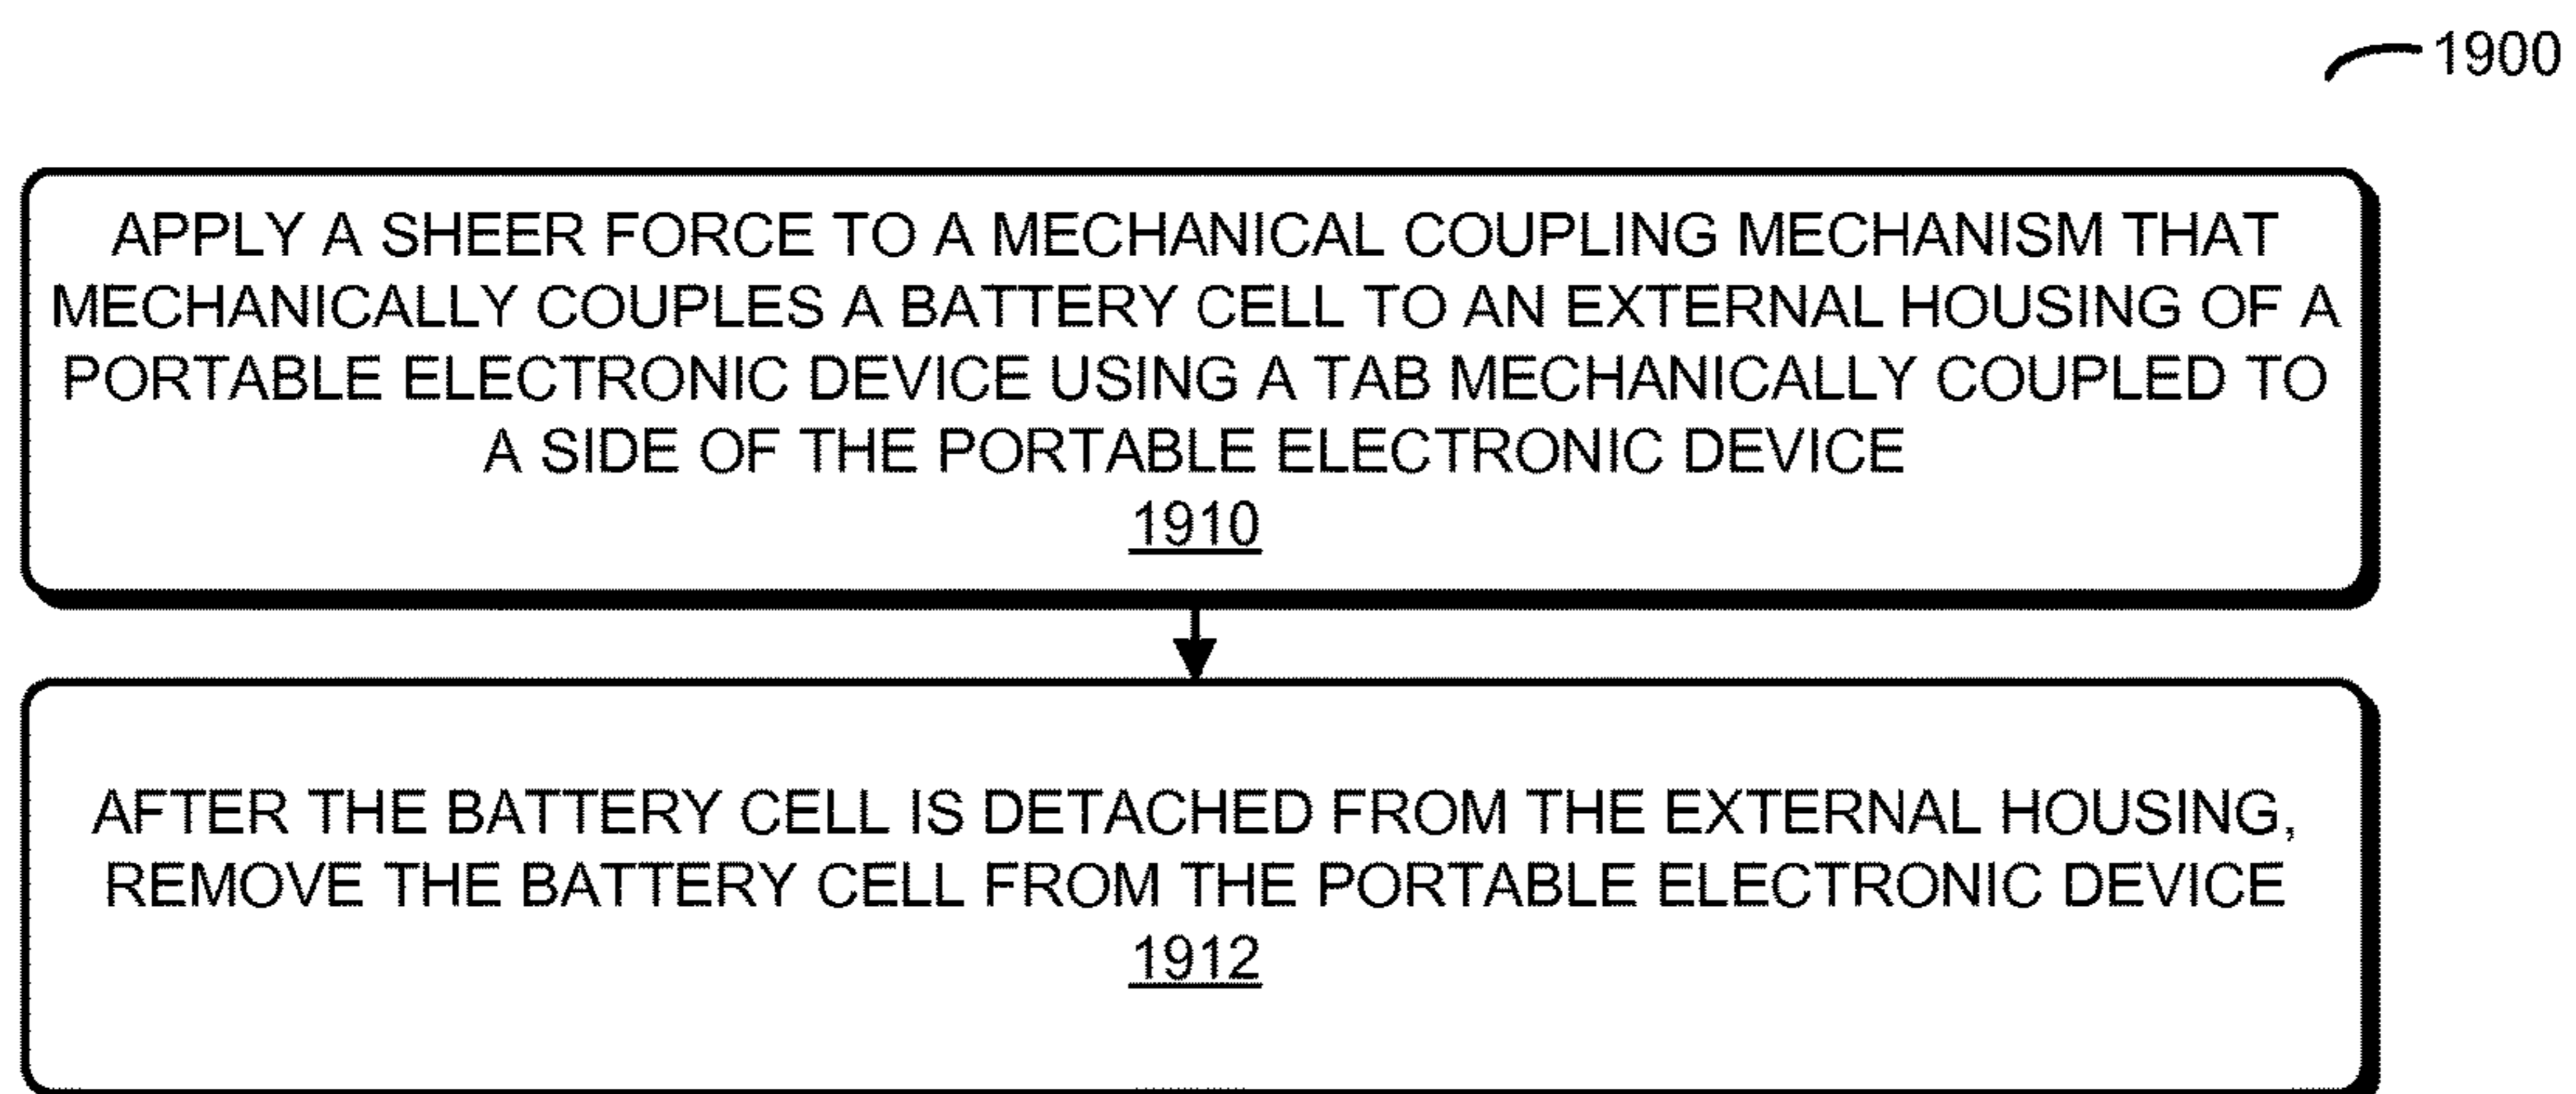 1900
APPLY A SHEER FORCE TO A MECHANICAL COUPLING MECHANISM THAT
MECHANICALLY COUPLES A BATTERY CELL TO AN EXTERNAL HOUSING OF A
PORTABLE ELECTRONIC DEVICE USING A TAB MECHANICALLY COUPLED TO
A SIDE OF THE PORTABLE ELECTRONIC DEVICE
1910
AFTER THE BATTERY CELL IS DETACHED FROM THE EXTERNAL HOUSING,
REMOVE THE BATTERY CELL FROM THE PORTABLE ELECTRONIC DEVICE
1912